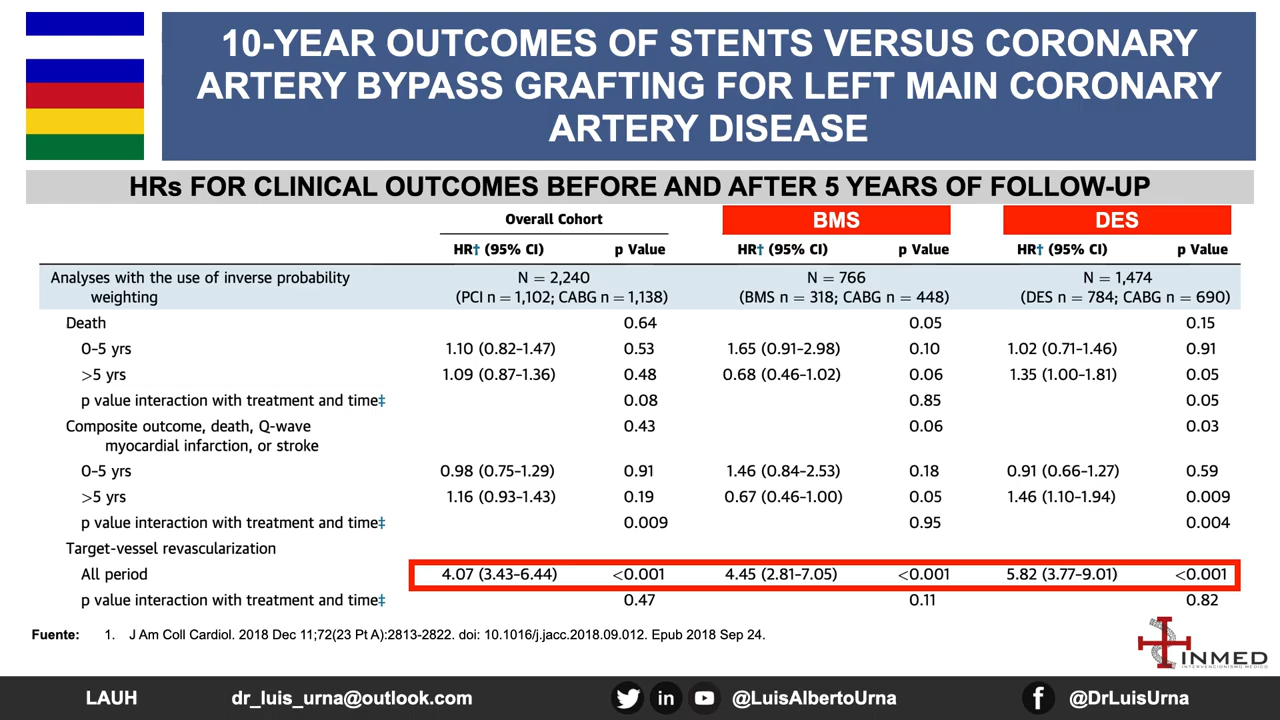 10-YEAR OUTCOMES OF STENTS VERSUS CORONARY
ARTERY BYPASS GRAFTING FOR LEFT MAIN CORONARY
ARTERY DISEASE
HRs FOR CLINICAL OUTCOMES BEFORE AND AFTER 5 YEARS OF FOLLOW-UP
Overall Cohort BMS DES
HR† (95% CI) p Value HR† (95% CI) p Value HR† (95% CI) p Value
Analyses with the use of inverse probability N = 2,240 N = 766 N = 1,474
weighting (PCI n = 1,102; CABG n = 1,138) (BMS n = 318; CABG n = 448) (DES n = 784; CABG n = 690)
Death 0.64 0.05 0.15
0–5 yrs 1.10 (0.82–1.47) 0.53 1.65 (0.91–2.98) 0.10 1.02 (0.71–1.46) 0.91
>5 yrs 1.09 (0.87–1.36) 0.48 0.68 (0.46–1.02) 0.06 1.35 (1.00–1.81) 0.05
p value interaction with treatment and time‡ 0.08 0.85 0.05
Composite outcome, death, Q-wave 0.43 0.06 0.03
myocardial infarction, or stroke
0–5 yrs 0.98 (0.75–1.29) 0.91 1.46 (0.84–2.53) 0.18 0.91 (0.66–1.27) 0.59
>5 yrs 1.16 (0.93–1.43) 0.19 0.67 (0.46–1.00) 0.05 1.46 (1.10–1.94) 0.009
p value interaction with treatment and time‡ 0.009 0.95 0.004
Target-vessel revascularization
All period 4.07 (3.43–6.44) <0.001 4.45 (2.81–7.05) <0.001 5.82 (3.77–9.01) <0.001
p value interaction with treatment and time‡ 0.47 0.11 0.82
Fuente: 1. J Am Coll Cardiol. 2018 Dec 11;72(23 Pt A):2813-2822. doi: 10.1016/j.jacc.2018.09.012. Epub 2018 Sep 24.
INMED
INTERVENCIONISMO MÉDICO
LAUH dr_luis_urna@outlook.com @LuisAlbertoUrna @DrLuisUrna